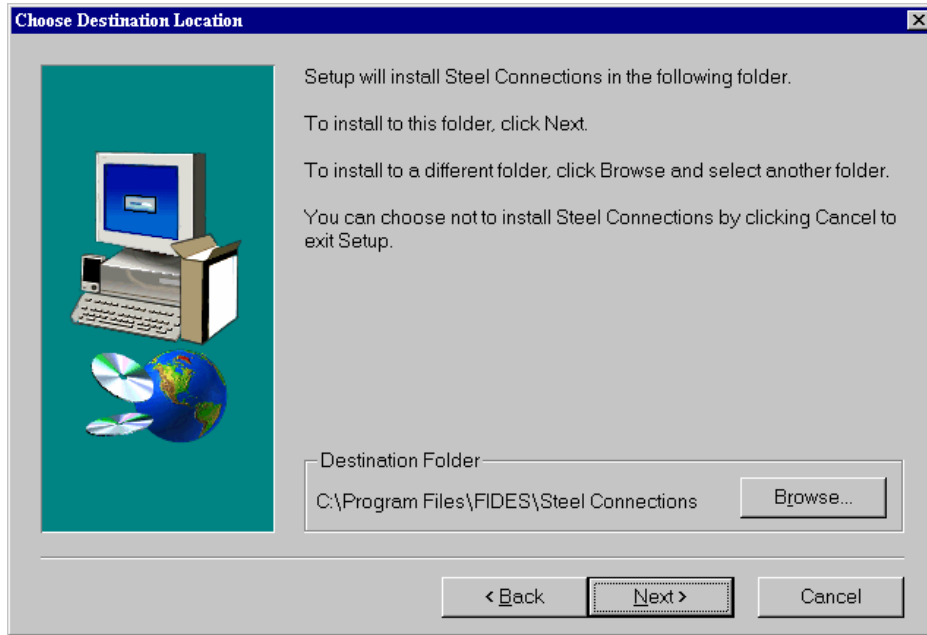 Choose Destination Location
Setup will install Steel Connections in the following folder.
To install to this folder, click Next.
To install to a different folder, click Browse and select another folder.
You can choose not to install Steel Connections by clicking Cancel to
exit Setup.
Destination Folder
C:\Program Files\FIDES\Steel Connections
Browse...
< Back
Next >
Cancel